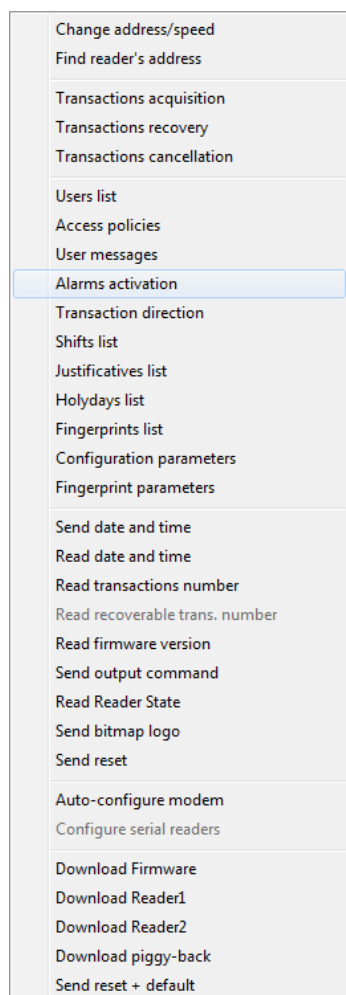 Change address/speed
Find reader's address
Transactions acquisition
Transactions recovery
Transactions cancellation
Users list
Access policies
User messages
Alarms activation
Transaction direction
Shifts list
Justificatives list
Holydays list
Fingerprints list
Configuration parameters
Fingerprint parameters
Send date and time
Read date and time
Read transactions number
Read recoverable trans. number
Read firmware version
Send output command
Read Reader State
Send bitmap logo
Send reset
Auto-configure modem
Configure serial readers
Download Firmware
Download Reader1
Download Reader2
Download piggy-back
Send reset + default